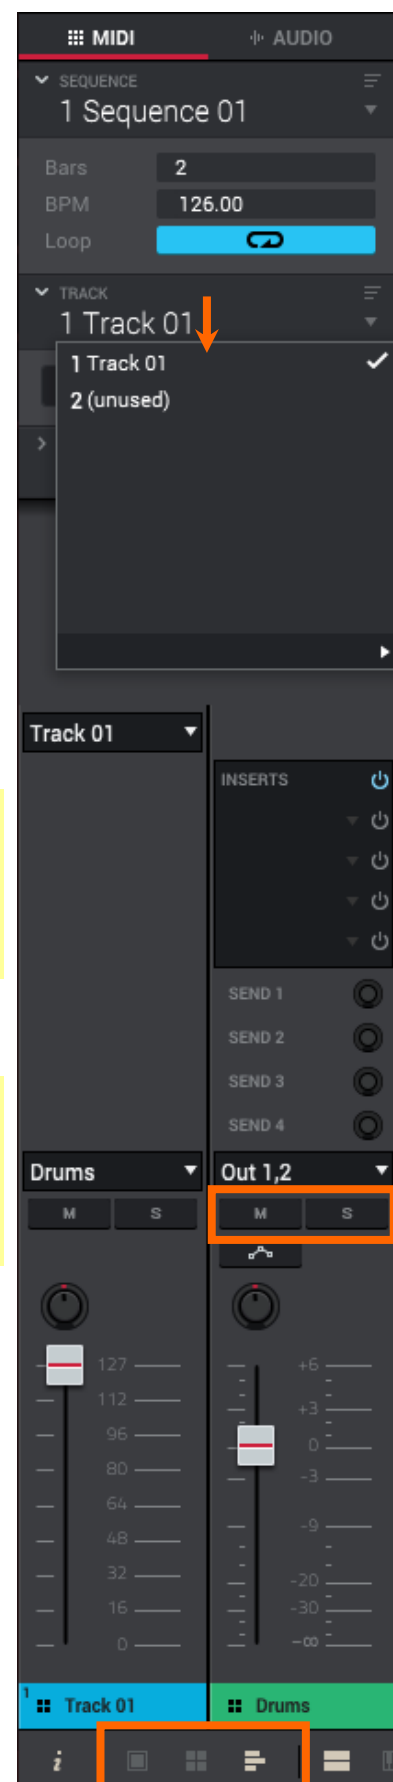 MIDI AUDIO
SEQUENCE
1 Sequence 01
Bars 2
BPM 126.00
Loop
TRACK
1 Track 01
1 Track 01
2 (unused)
Track 01
INSERTS
SEND 1
SEND 2
SEND 3
SEND 4
Drums Out 1,2
M S M S
127 +6
112 +3
96 0
80 -3
64
48 -9
32 -20
16 -30
0 -∞
1 Track 01 Drums
i